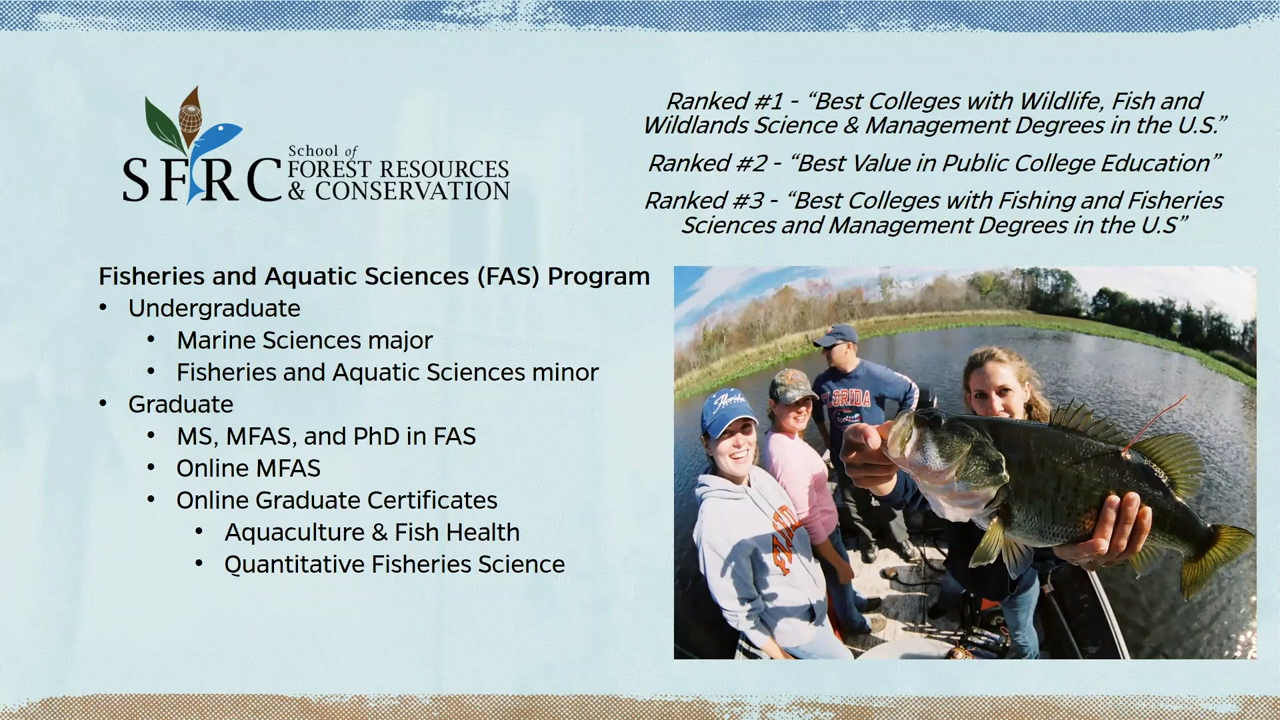 SFRC School of
FOREST RESOURCES
& CONSERVATION
Ranked #1 - “Best Colleges with Wildlife, Fish and
Wildlands Science & Management Degrees in the U.S.”
Ranked #2 - “Best Value in Public College Education”
Ranked #3 - “Best Colleges with Fishing and Fisheries
Sciences and Management Degrees in the U.S”
Fisheries and Aquatic Sciences (FAS) Program
• Undergraduate
• Marine Sciences major
• Fisheries and Aquatic Sciences minor
• Graduate
• MS, MFAS, and PhD in FAS
• Online MFAS
• Online Graduate Certificates
• Aquaculture & Fish Health
• Quantitative Fisheries Science
Florida
FLORIDA